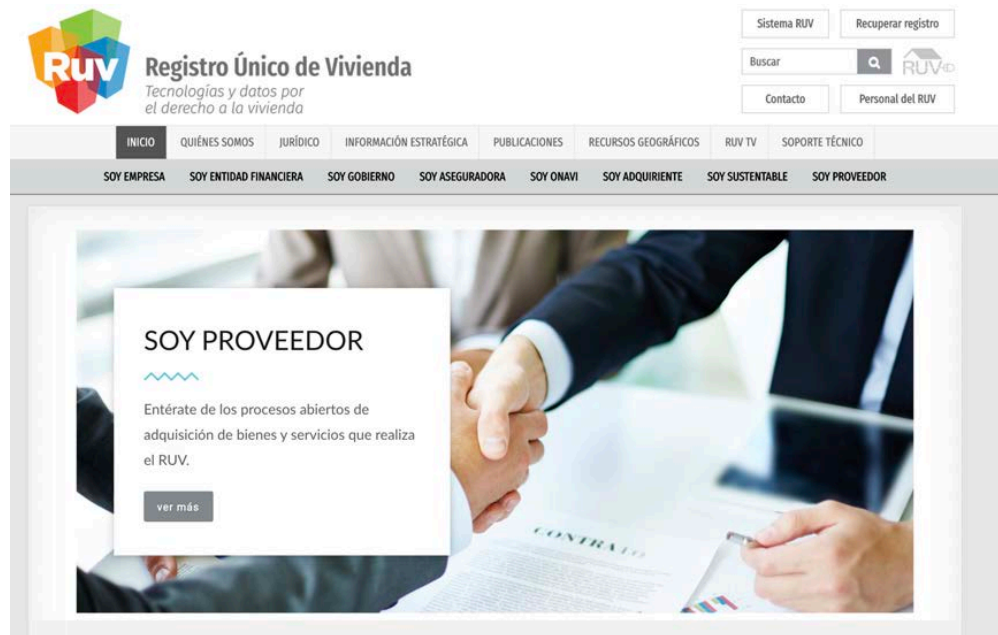 Ruv
Registro Único de Vivienda
Tecnologías y datos por
el derecho a la vivienda
Sistema RUV
Recuperar registro
Buscar
RUV
Contacto
Personal del RUV
INICIO QUIÉNES SOMOS JURÍDICO INFORMACIÓN ESTRATÉGICA PUBLICACIONES RECURSOS GEOGRÁFICOS RUV TV SOPORTE TÉCNICO
SOY EMPRESA SOY ENTIDAD FINANCIERA SOY GOBIERNO SOY ASEGURADORA SOY ONAVI SOY ADQUIRIENTE SOY SUSTENTABLE SOY PROVEEDOR
SOY PROVEEDOR
Entérate de los procesos abiertos de
adquisición de bienes y servicios que realiza
el RUV.
ver más
CONTRATO